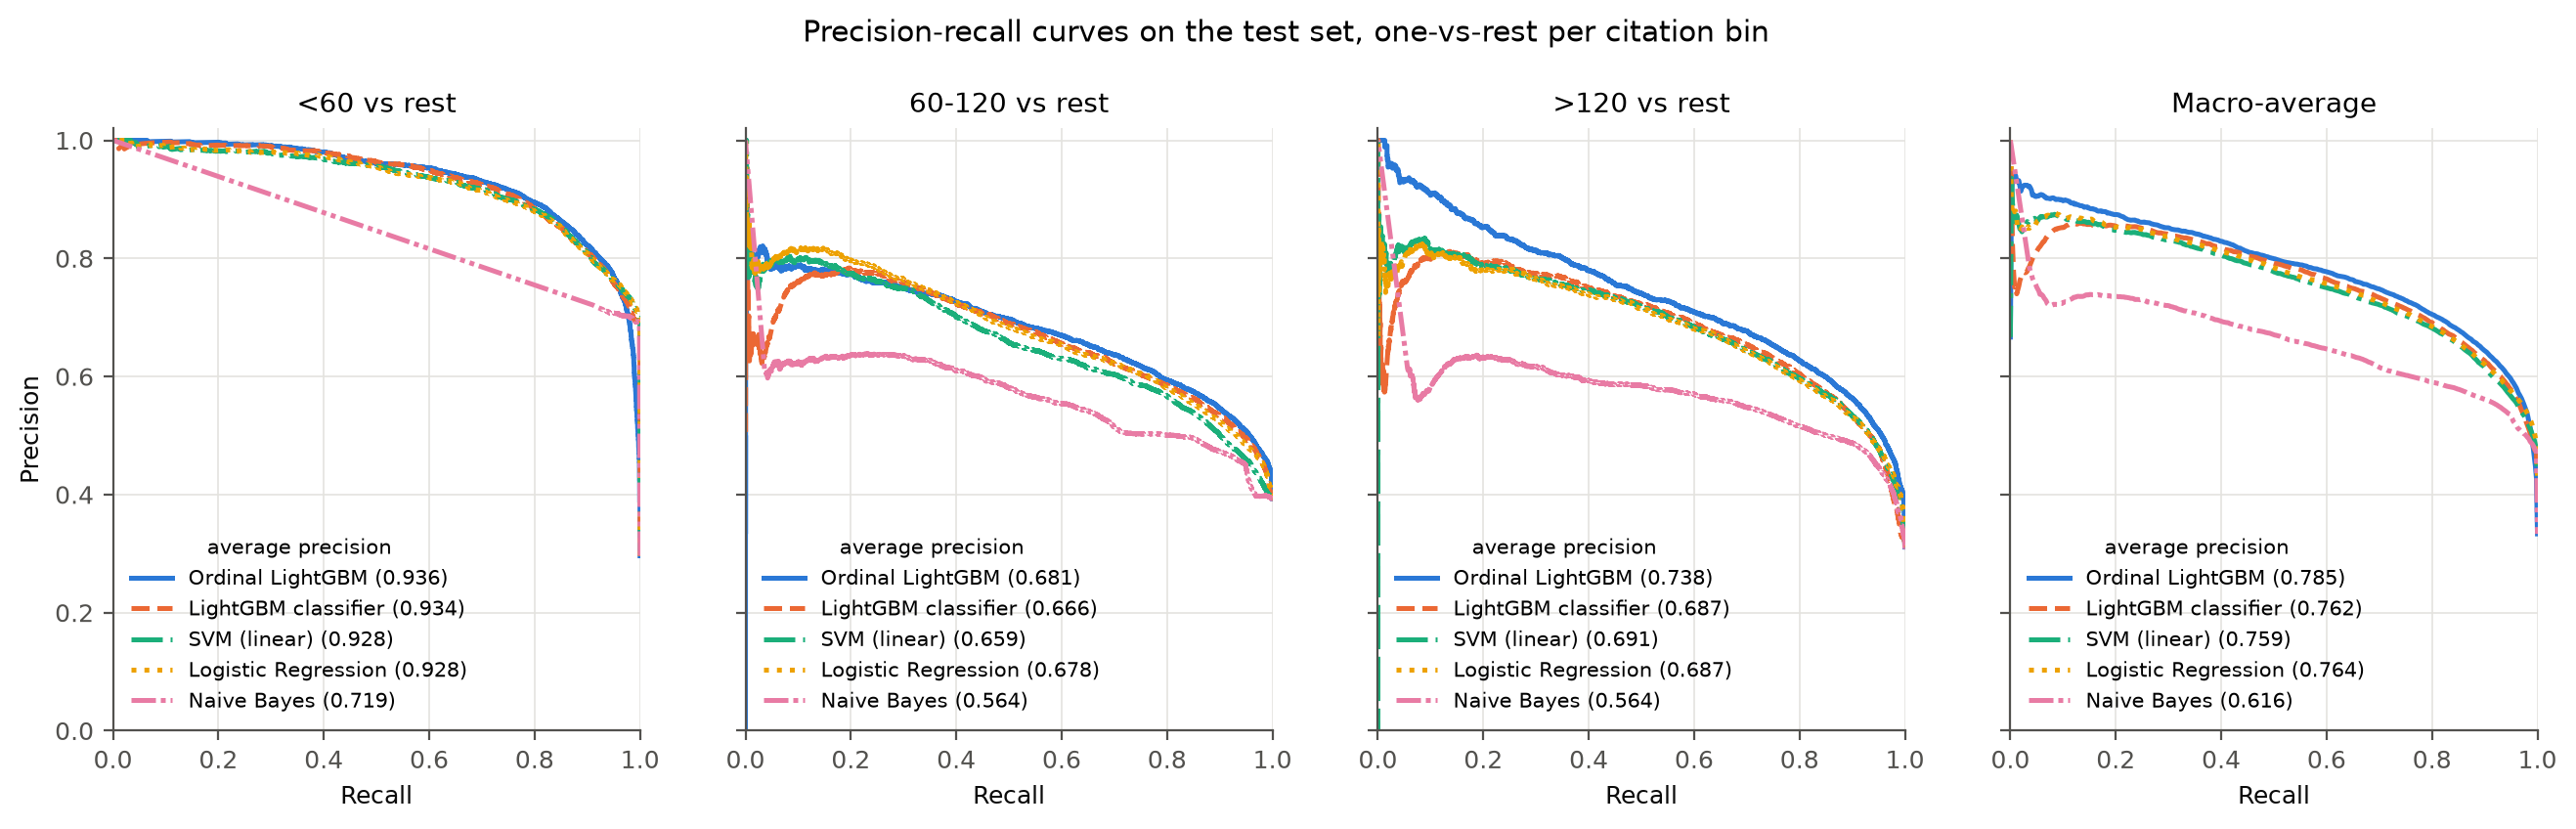 Precision-recall curves on the test set, one-vs-rest per citation bin
<60 vs rest
1.0
0.8
0.6
0.4
0.2
0.0
Precision
average precision
Ordinal LightGBM (0.936)
LightGBM classifier (0.934)
SVM (linear) (0.928)
Logistic Regression (0.928)
Naive Bayes (0.719)
0.0 0.2 0.4 0.6 0.8 1.0
Recall
60-120 vs rest
average precision
Ordinal LightGBM (0.681)
LightGBM classifier (0.666)
SVM (linear) (0.659)
Logistic Regression (0.678)
Naive Bayes (0.564)
0.0 0.2 0.4 0.6 0.8 1.0
Recall
>120 vs rest
average precision
Ordinal LightGBM (0.738)
LightGBM classifier (0.687)
SVM (linear) (0.691)
Logistic Regression (0.687)
Naive Bayes (0.564)
0.0 0.2 0.4 0.6 0.8 1.0
Recall
Macro-average
average precision
Ordinal LightGBM (0.785)
LightGBM classifier (0.762)
SVM (linear) (0.759)
Logistic Regression (0.764)
Naive Bayes (0.616)
0.0 0.2 0.4 0.6 0.8 1.0
Recall